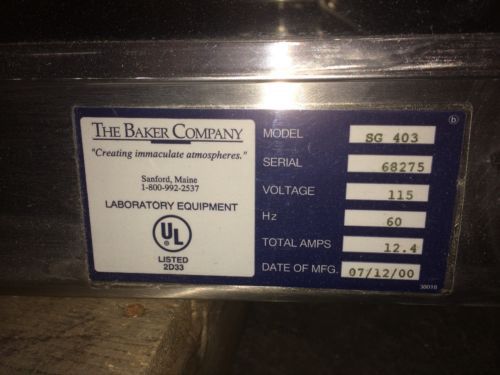 THE BAKER COMPANY
"Creating immaculate atmospheres."
Sanford, Maine
1-800-992-2537
LABORATORY EQUIPMENT
UL
LISTED
2D33
b
MODEL SG 403
SERIAL 68275
VOLTAGE 115
Hz 60
TOTAL AMPS 12.4
DATE OF MFG. 07/12/00